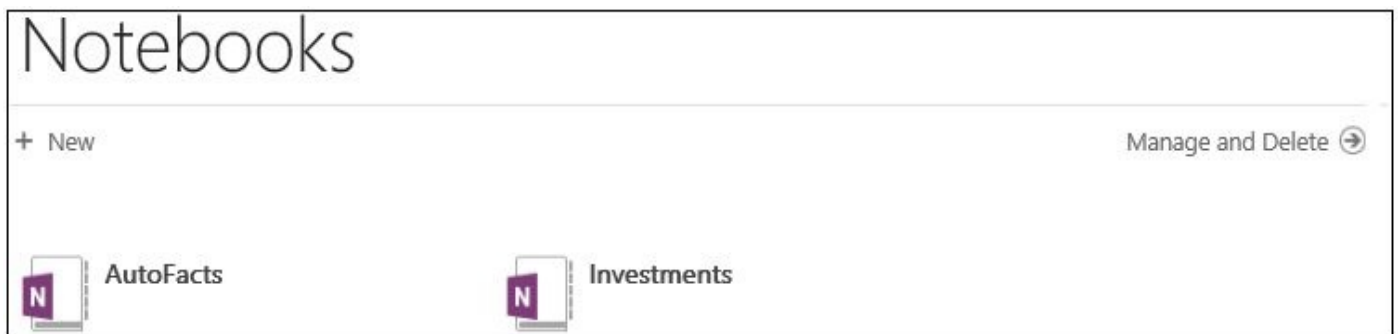 Notebooks
+ New
Manage and Delete
AutoFacts
Investments
N
N